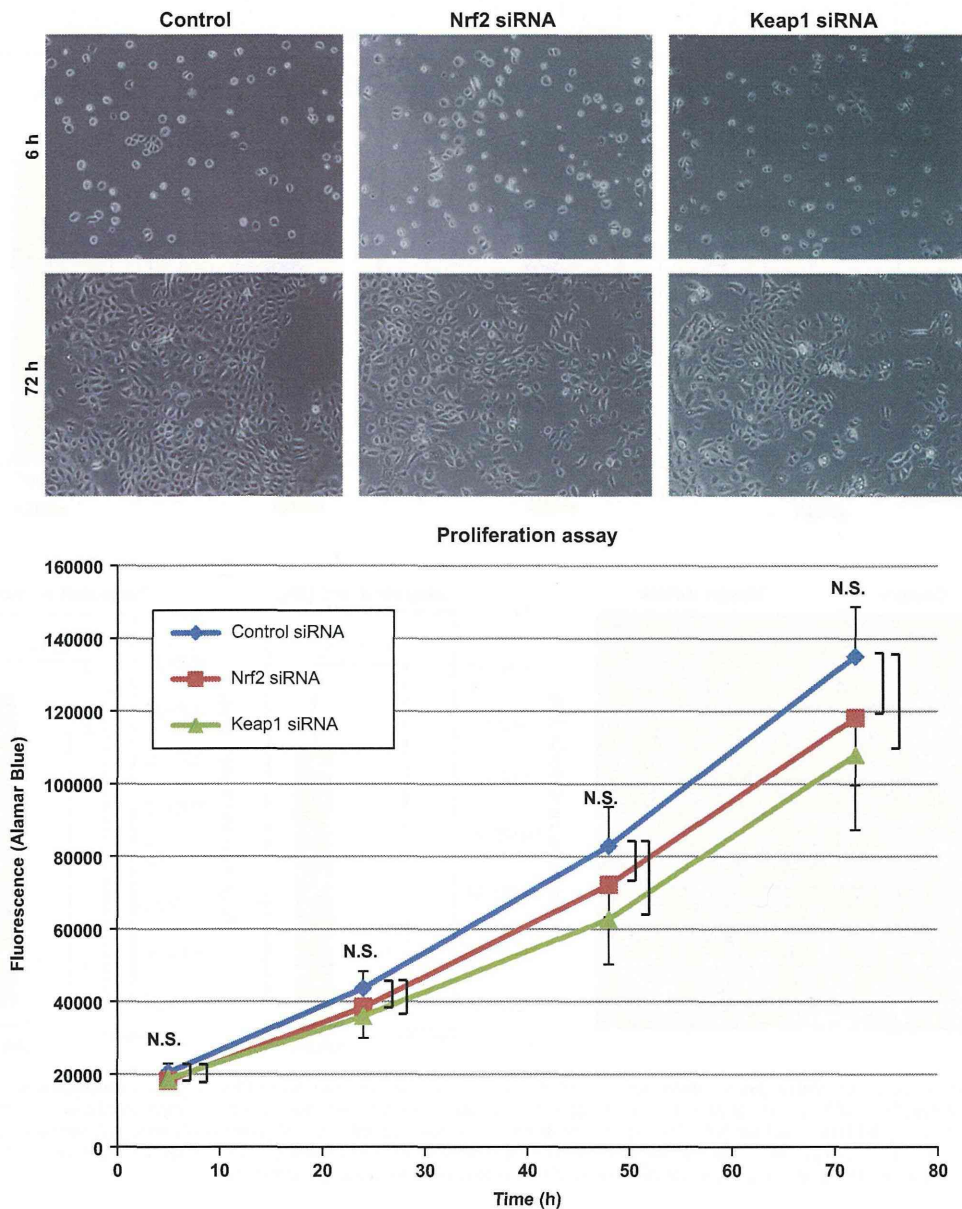 Control
Nrf2 siRNA
Keap1 siRNA
6 h
72 h
Proliferation assay
160000
140000
120000
100000
80000
60000
40000
20000
0
Fluorescence (Alamar Blue)
Control siRNA
Nrf2 siRNA
Keap1 siRNA
N.S.
N.S.
N.S.
N.S.
0
20
24
30
40
50
60
70
80
Time (h)